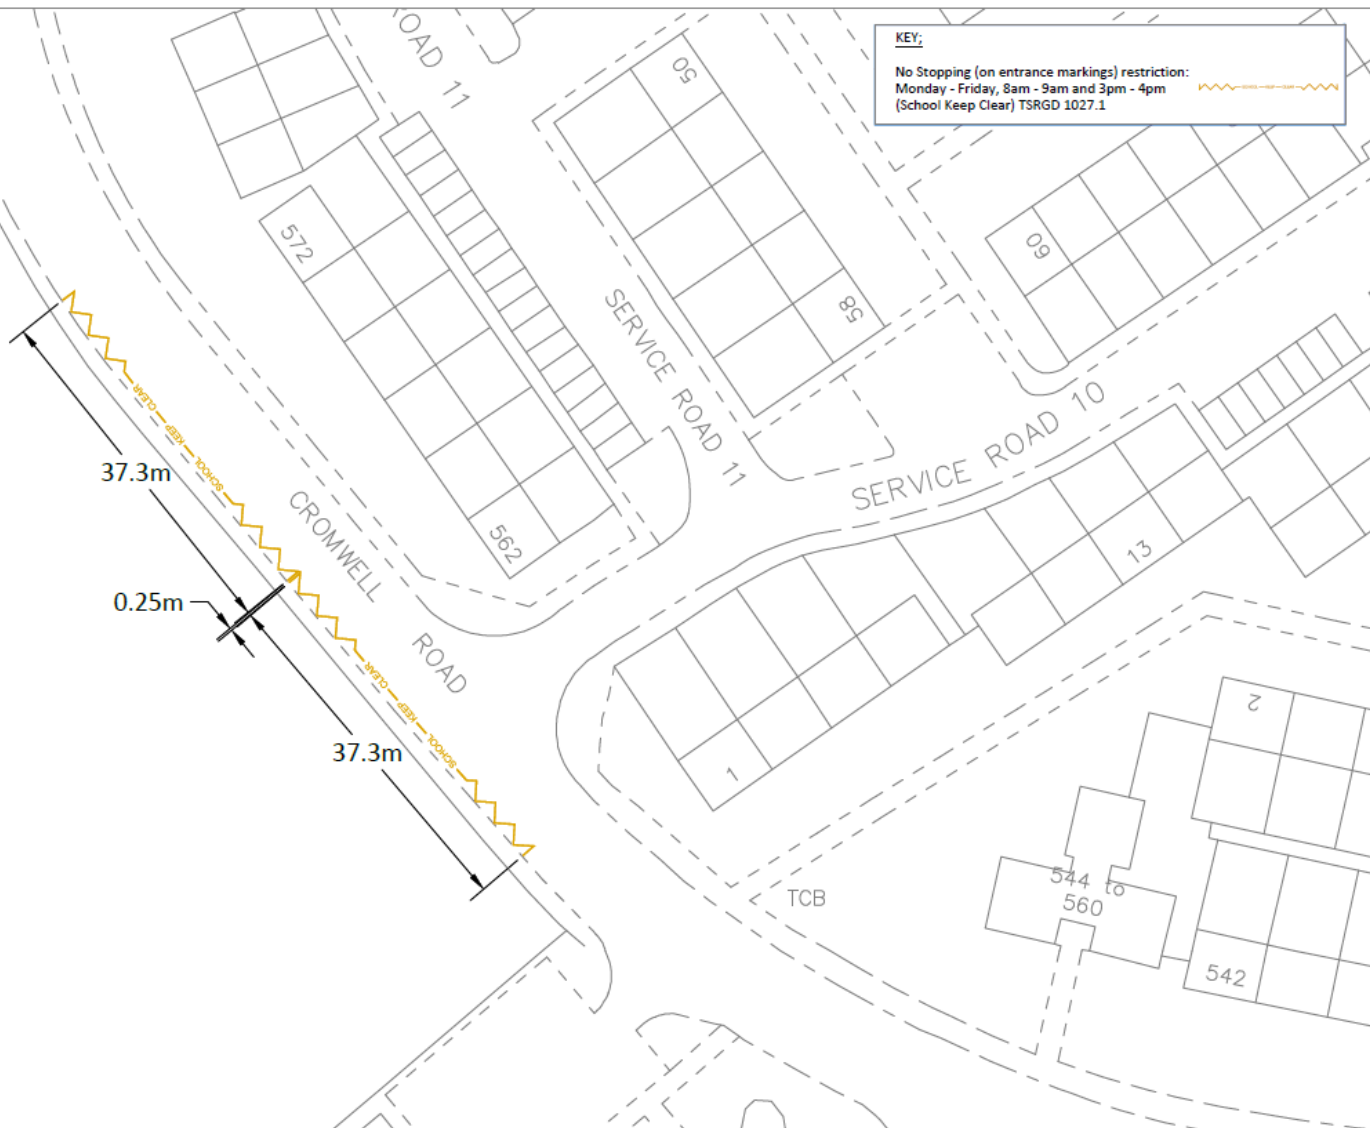 ROAD 11
KEY;
No Stopping (on entrance markings) restriction:
Monday - Friday, 8am - 9am and 3pm - 4pm
(School Keep Clear) TSRGD 1027.1
50
572
60
58
SERVICE ROAD 11
SERVICE ROAD 10
SCHOOL KEEP CLEAR
37.3m
CROMWELL
ROAD
562
13
0.25m
SCHOOL KEEP CLEAR
37.3m
1
2
TCB
544 to
560
542